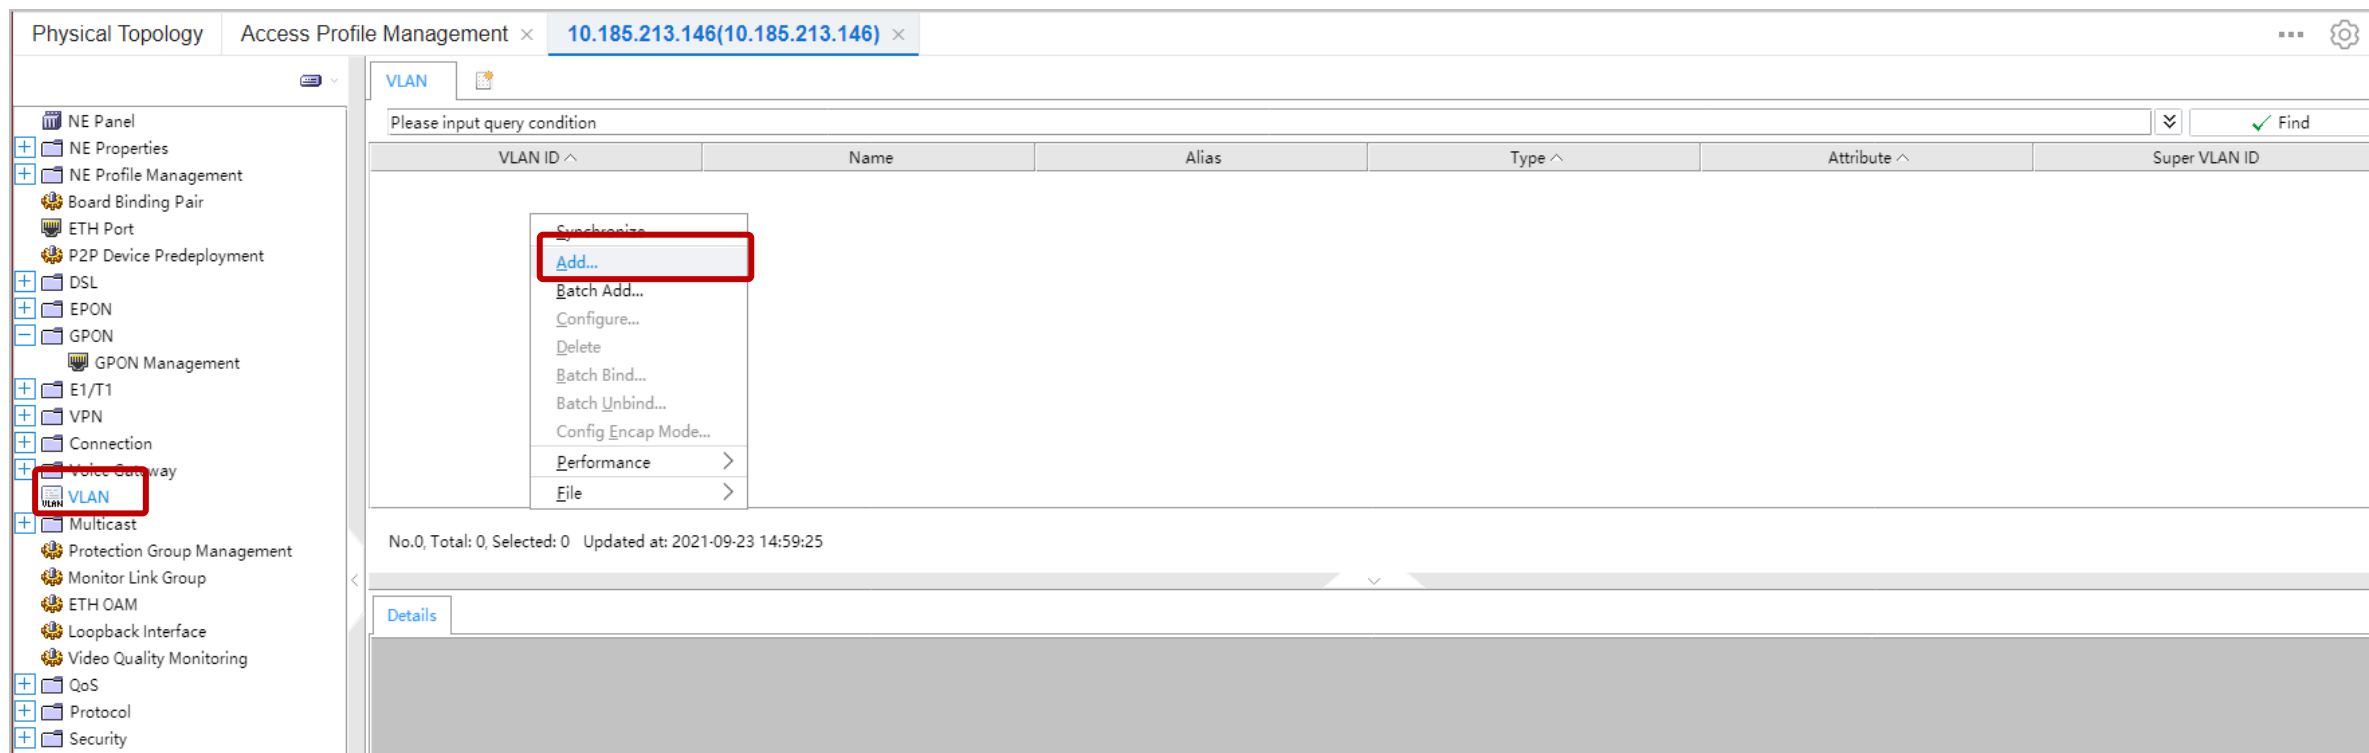 Physical Topology Access Profile Management × 10.185.213.146(10.185.213.146) ×
VLAN
Please input query condition Find
VLAN ID Name Alias Type Attribute Super VLAN ID
NE Panel
NE Properties
NE Profile Management
Board Binding Pair
ETH Port
P2P Device Predeployment
DSL
EPON
GPON
GPON Management
E1/T1
VPN
Connection
Voice Gateway
VLAN
Multicast
Protection Group Management
Monitor Link Group
ETH OAM
Loopback Interface
Video Quality Monitoring
QoS
Protocol
Security
Synchronize
Add...
Batch Add...
Configure...
Delete
Batch Bind...
Batch Unbind...
Config Encap Mode...
Performance
File
No.0, Total: 0, Selected: 0 Updated at: 2021-09-23 14:59:25
Details